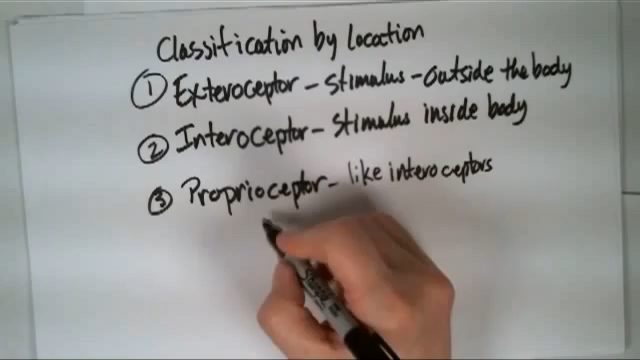 Classification by location
① Exteroceptor - stimulus - outside the body
② Interoceptor - stimulus inside body
③ Proprioceptor - like interoceptors